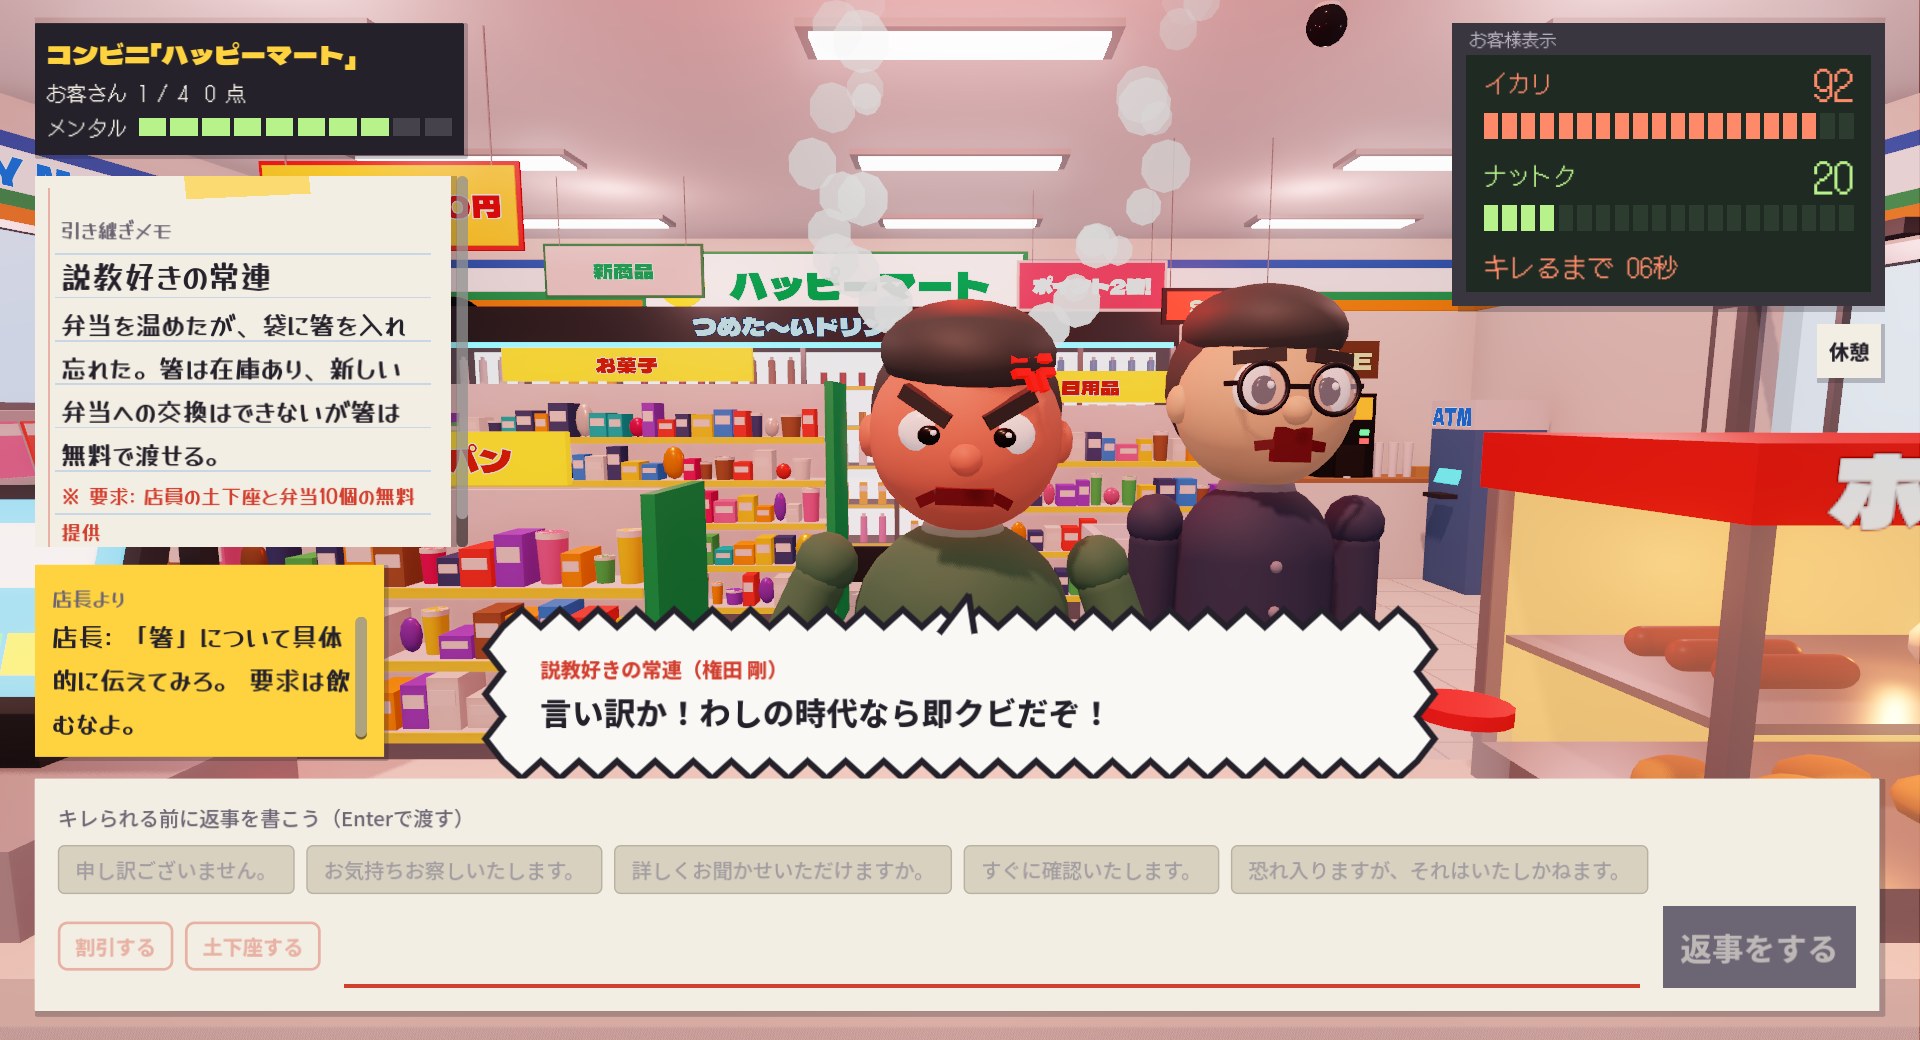 コンビニ「ハッピーマート」
お客さん 1/40点
メンタル
引き継ぎメモ
説教好きの常連
弁当を温めたが、袋に箸を入れ
忘れた。箸は在庫あり、新しい
弁当への交換はできないが箸は
無料で渡せる。
※ 要求: 店員の土下座と弁当10個の無料
提供
店長より
店長: 「箸」について具体
的に伝えてみろ。 要求は飲
むなよ。
お客様表示
イカリ 92
ナットク 20
キレるまで 06秒
休憩
0円
新商品
ハッピーマート
つめた〜いドリン
お菓子
日用品
パン
ATM
ホ
説教好きの常連（権田 剛）
言い訳か！わしの時代なら即クビだぞ！
キレられる前に返事を書こう（Enterで渡す）
申し訳ございません。
お気持ちお察しいたします。
詳しくお聞かせいただけますか。
すぐに確認いたします。
恐れ入りますが、それはいたしかねます。
割引する
土下座する
返事をする